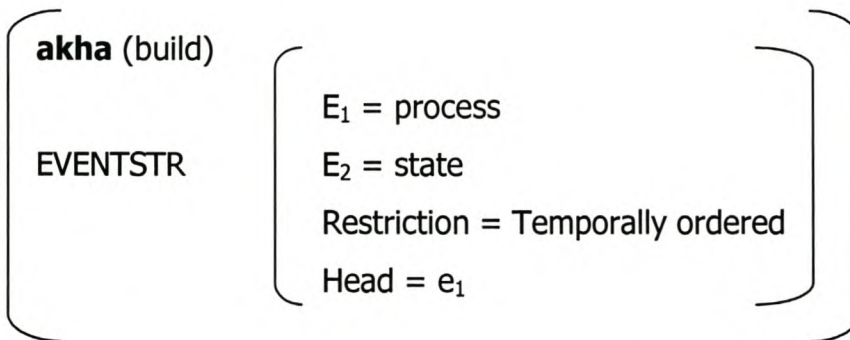 akha (build)
E₁ = process
EVENTSTR E₂ = state
Restriction = Temporally ordered
Head = e₁